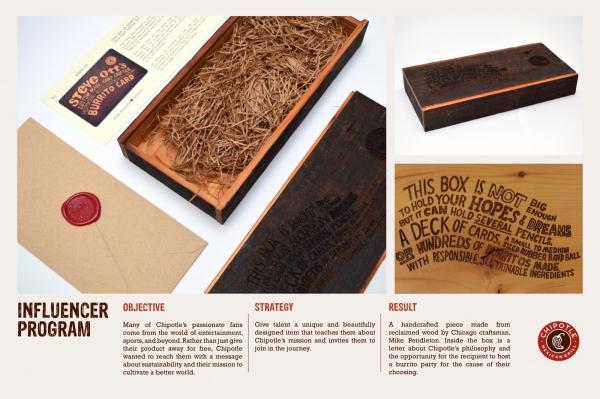 STEVE OTT'S
BURRITO CARD
THIS BOX IS NOT BIG ENOUGH
TO HOLD YOUR HOPES & DREAMS
BUT IT CAN HOLD SEVERAL PENCILS,
A DECK OF CARDS, A SMALL TO MEDIUM
SIZED RUBBER BAND BALL
OR HUNDREDS OF
MADE
WITH RESPONSIBLE, SUSTAINABLE INGREDIENTS
INFLUENCER
PROGRAM
OBJECTIVE
Many of Chipotle's passionate fans
come from the world of entertainment,
sports, and beyond. Rather than just give
their product away for free, Chipotle
wanted to reach them with a message
about sustainability and their mission to
cultivate a better world.
STRATEGY
Give talent a unique and beautifully
designed item that teaches them about
Chipotle's mission and invites them to
join in the journey.
RESULT
A handcrafted piece made from
reclaimed wood by Chicago craftsman,
Mike Pendleton. Inside the box is a
letter about Chipotle's philosophy and
the opportunity for the recipient to host
a burrito party for the cause of their
choosing.
CHIPOTLE
MEXICAN GRILL